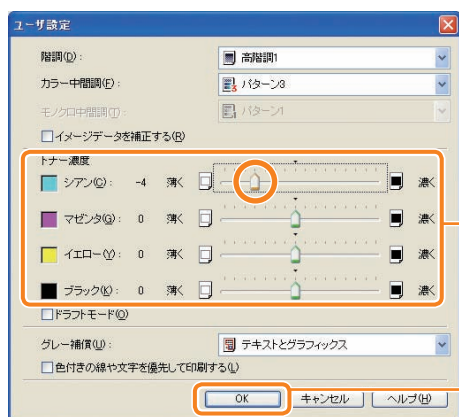 ユーザ設定
階調(D): 高階調1
カラー中間調(F): パターン3
モノクロ中間調(T): パターン1
イメージデータを補正する(R)
トナー濃度
シアン(C): -4 薄く 濃く
マゼンタ(G): 0 薄く 濃く
イエロー(Y): 0 薄く 濃く
ブラック(K): 0 薄く 濃く
ドラフトモード(O)
グレー補償(U): テキストとグラフィックス
色付きの線や文字を優先して印刷する(L)
OK キャンセル ヘルプ(H)